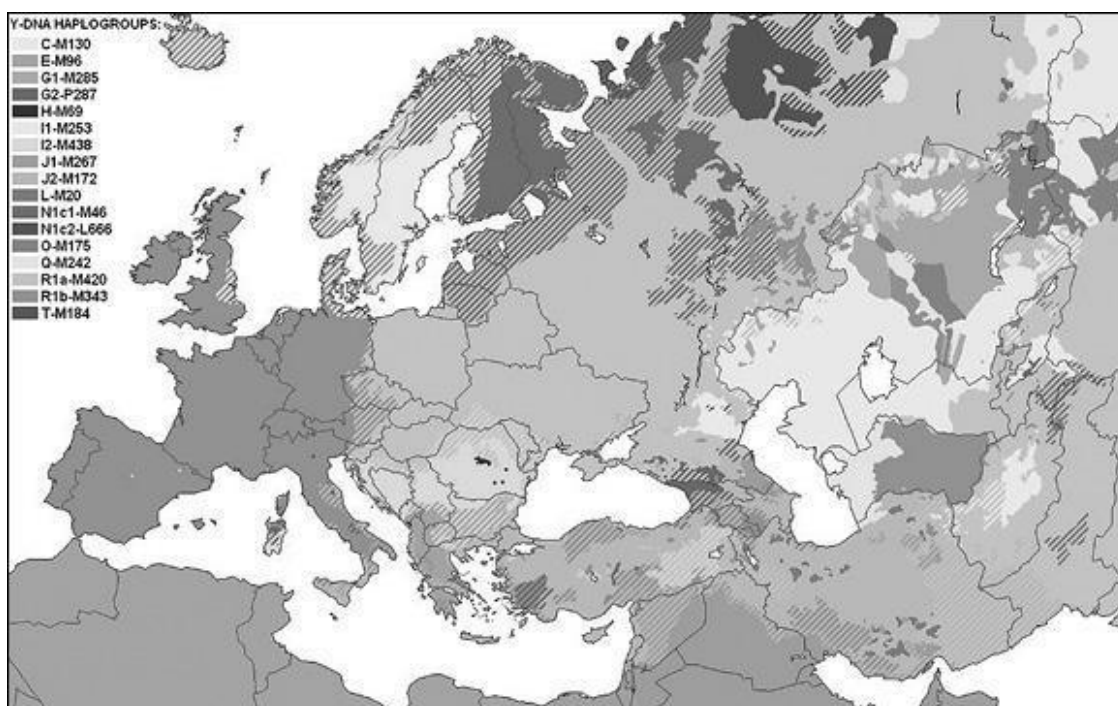 Y-DNA HAPLOGROUPS:
C-M130
E-M96
G1-M285
G2-P287
H-M69
I1-M253
I2-M438
J1-M267
J2-M172
L-M20
N1c1-M46
N1c2-L666
O-M175
Q-M242
R1a-M420
R1b-M343
T-M184